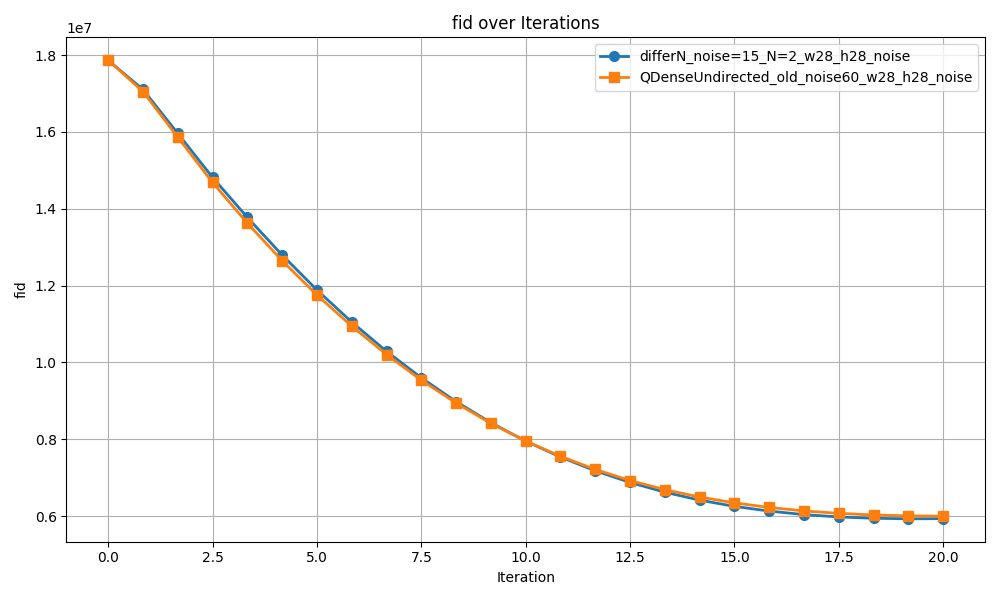 fid over Iterations
1e7
differN_noise=15_N=2_w28_h28_noise
QDenseUndirected_old_noise60_w28_h28_noise
1.8
1.6
1.4
1.2
1.0
0.8
0.6
fid
0.0 2.5 5.0 7.5 10.0 12.5 15.0 17.5 20.0
Iteration